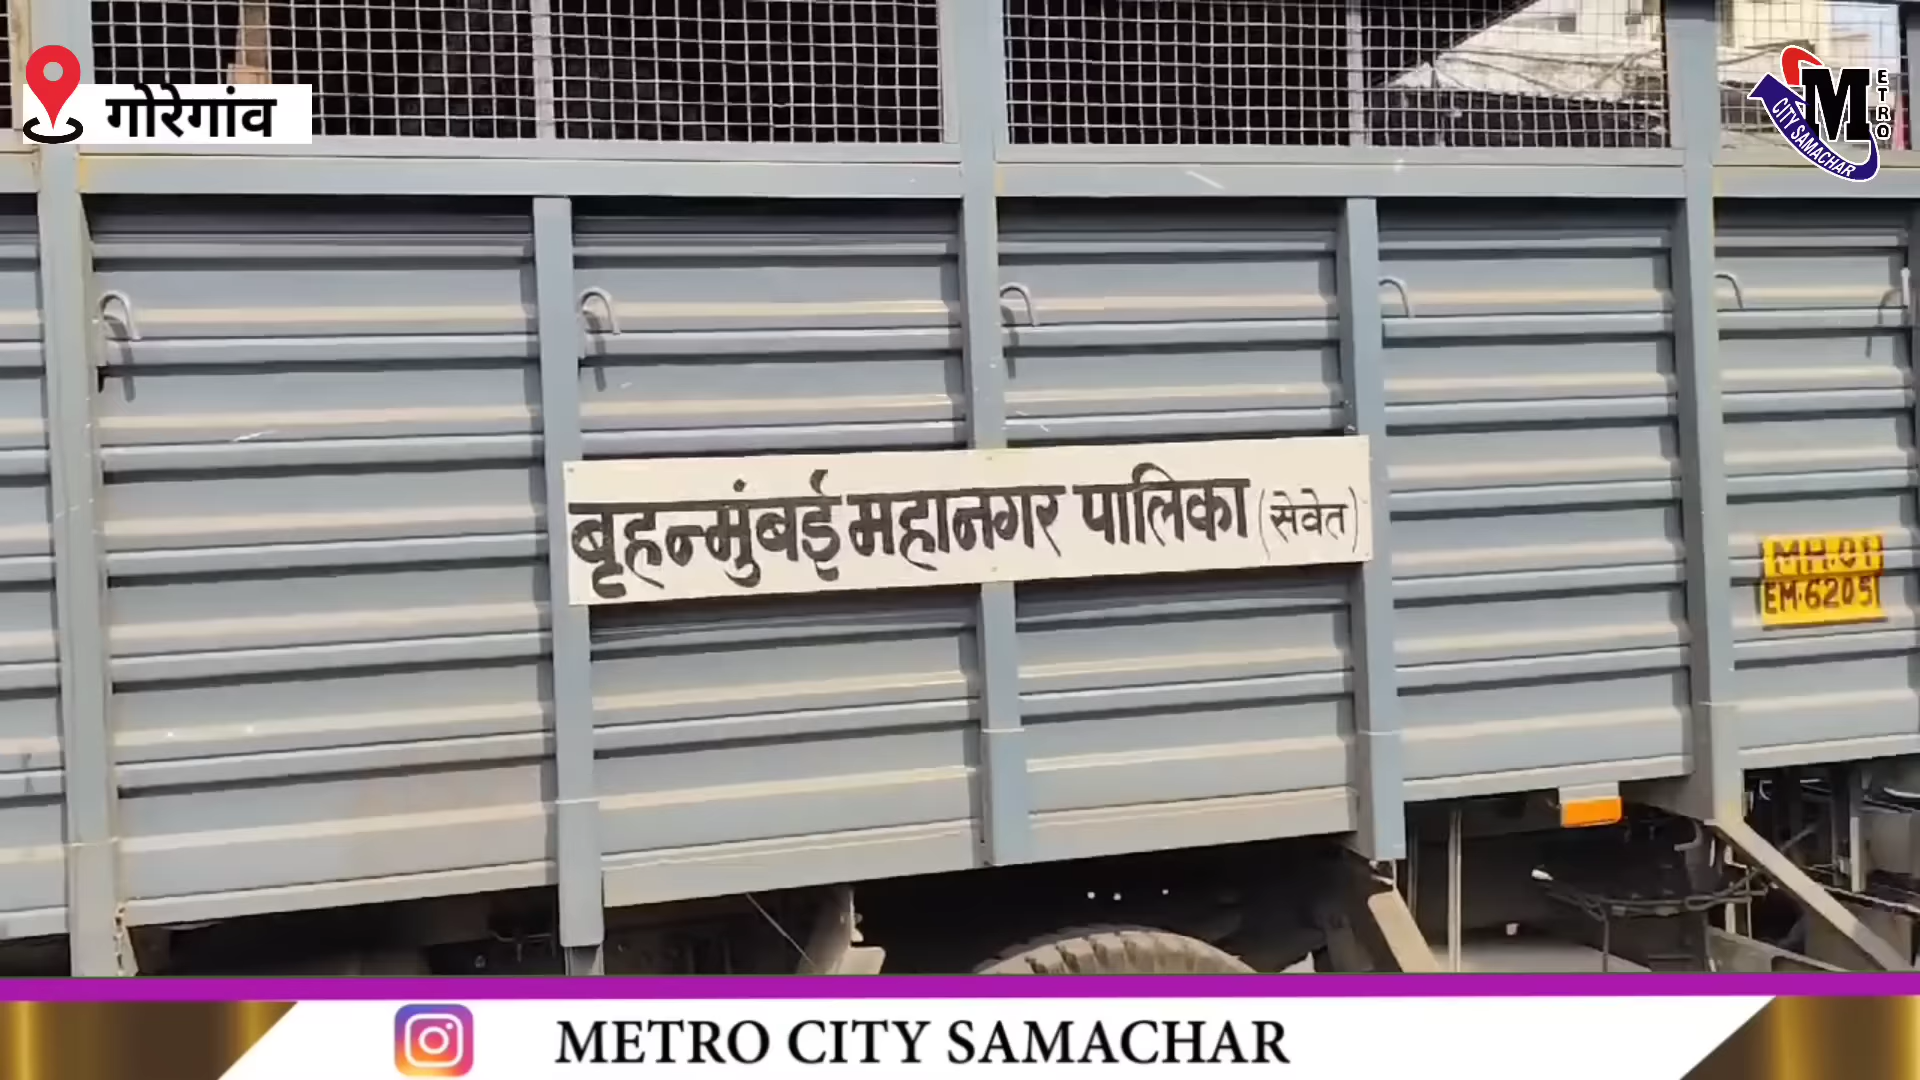 गोरेगांव
METRO
CITY SAMACHAR
बृहन्मुंबई महानगर पालिका (सेवेत)
MH.01
EM.6205
METRO CITY SAMACHAR